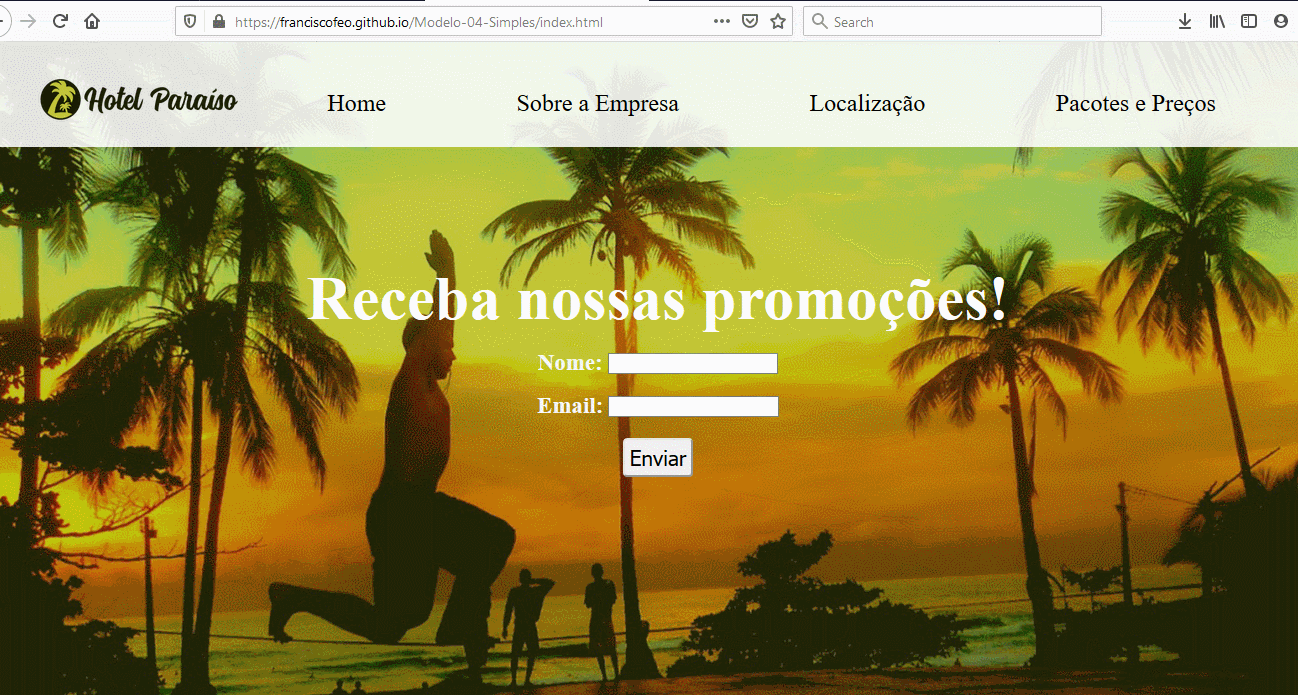 https://franciscofeo.github.io/Modelo-04-Simples/index.html
Search
Hotel Paraíso
Home
Sobre a Empresa
Localização
Pacotes e Preços
Receba nossas promoções!
Nome:
Email:
Enviar